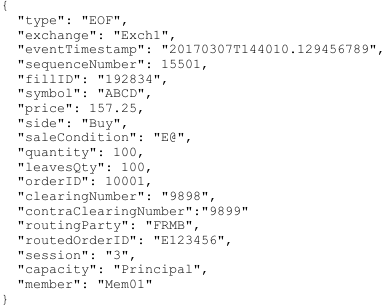 {
"type": "EOF",
"exchange": "Exch1",
"eventTimestamp": "20170307T144010.129456789",
"sequenceNumber": 15501,
"fillID": "192834",
"symbol": "ABCD",
"price": 157.25,
"side": "Buy",
"saleCondition": "E@",
"quantity": 100,
"leavesQty": 100,
"orderID": 10001,
"clearingNumber": "9898",
"contraClearingNumber":"9899"
"routingParty": "FRMB",
"routedOrderID": "E123456",
"session": "3",
"capacity": "Principal",
"member": "Mem01"
}